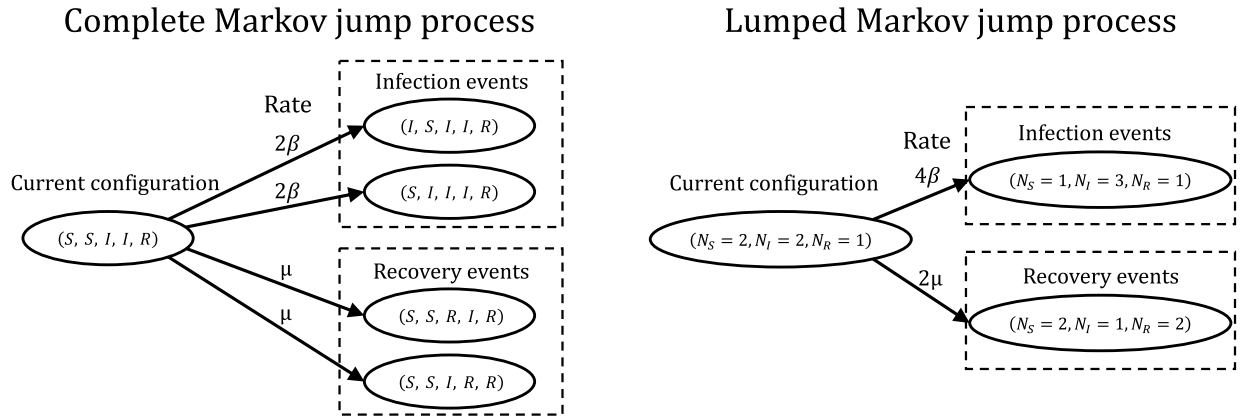 Complete Markov jump process
Infection events
Rate
(I, S, I, I, R)
2β
Current configuration
2β
(S, I, I, I, R)
(S, S, I, I, R)
μ
Recovery events
μ
(S, S, R, I, R)
(S, S, I, R, R)
Lumped Markov jump process
Infection events
Rate
4β
(N_S = 1, N_I = 3, N_R = 1)
Current configuration
(N_S = 2, N_I = 2, N_R = 1)
2μ
Recovery events
(N_S = 2, N_I = 1, N_R = 2)